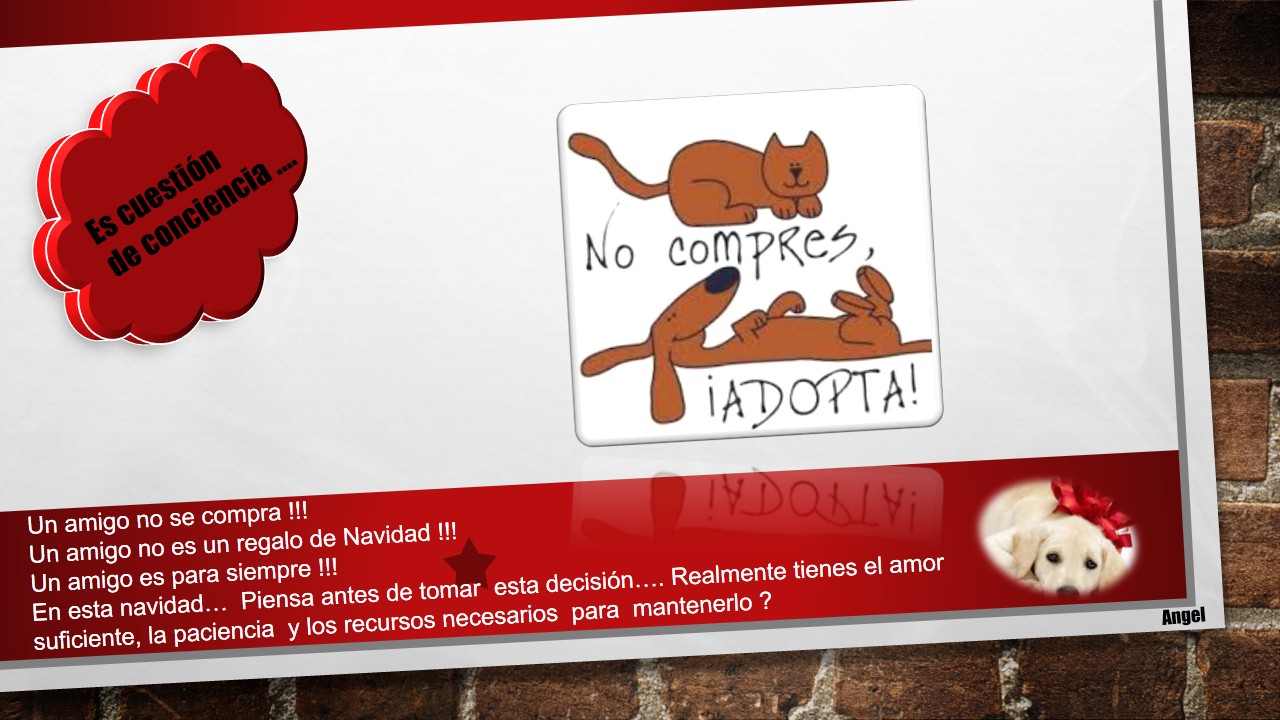 Es cuestión
de conciencia ....
No compres,
¡ADOPTA!
¡ADOPTA!
Un amigo no se compra !!!
Un amigo no es un regalo de Navidad !!!
Un amigo es para siempre !!!
En esta navidad… Piensa antes de tomar esta decisión…. Realmente tienes el amor
suficiente, la paciencia y los recursos necesarios para mantenerlo ?
Angel